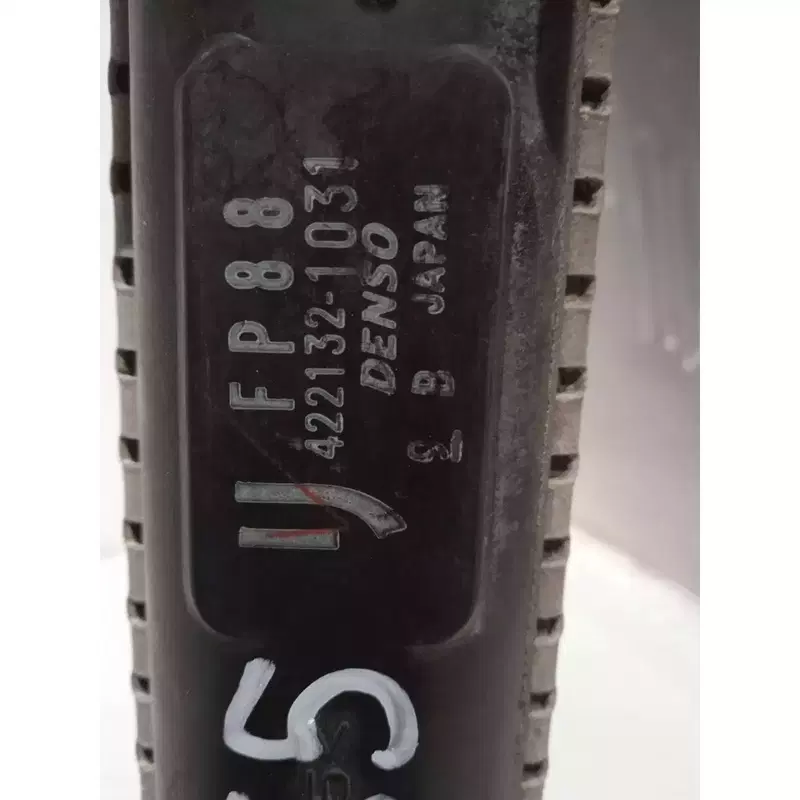 FP88
422132-1031
DENSO
B JAPAN